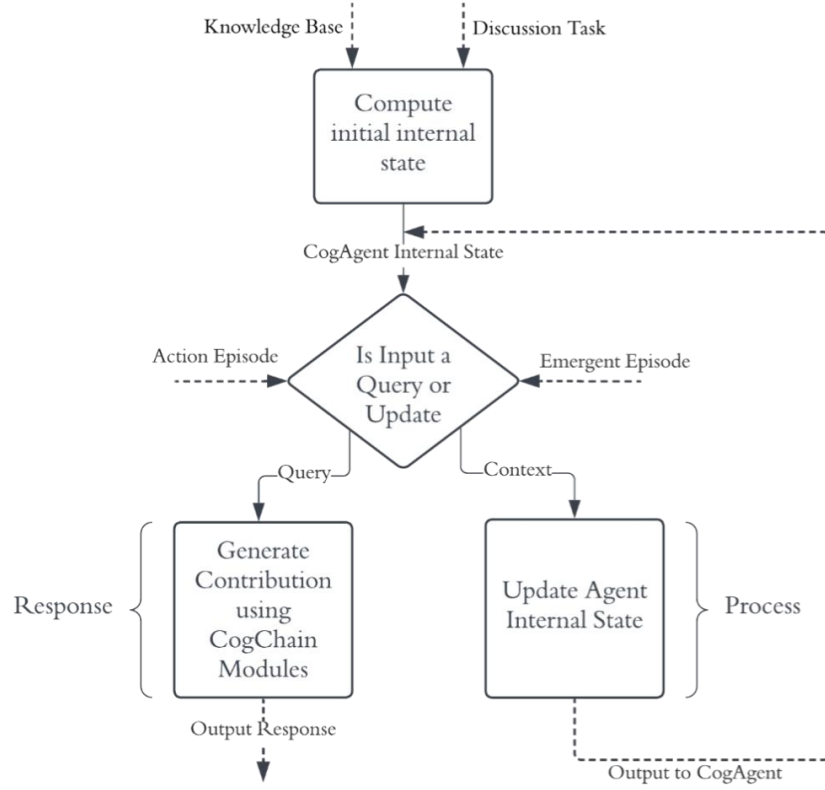 Knowledge Base
Discussion Task
Compute
initial internal
state
CogAgent Internal State
Action Episode
Is Input a
Query or
Update
Emergent Episode
Query
Context
Response
Generate
Contribution
using
CogChain
Modules
Update Agent
Internal State
Process
Output Response
Output to CogAgent